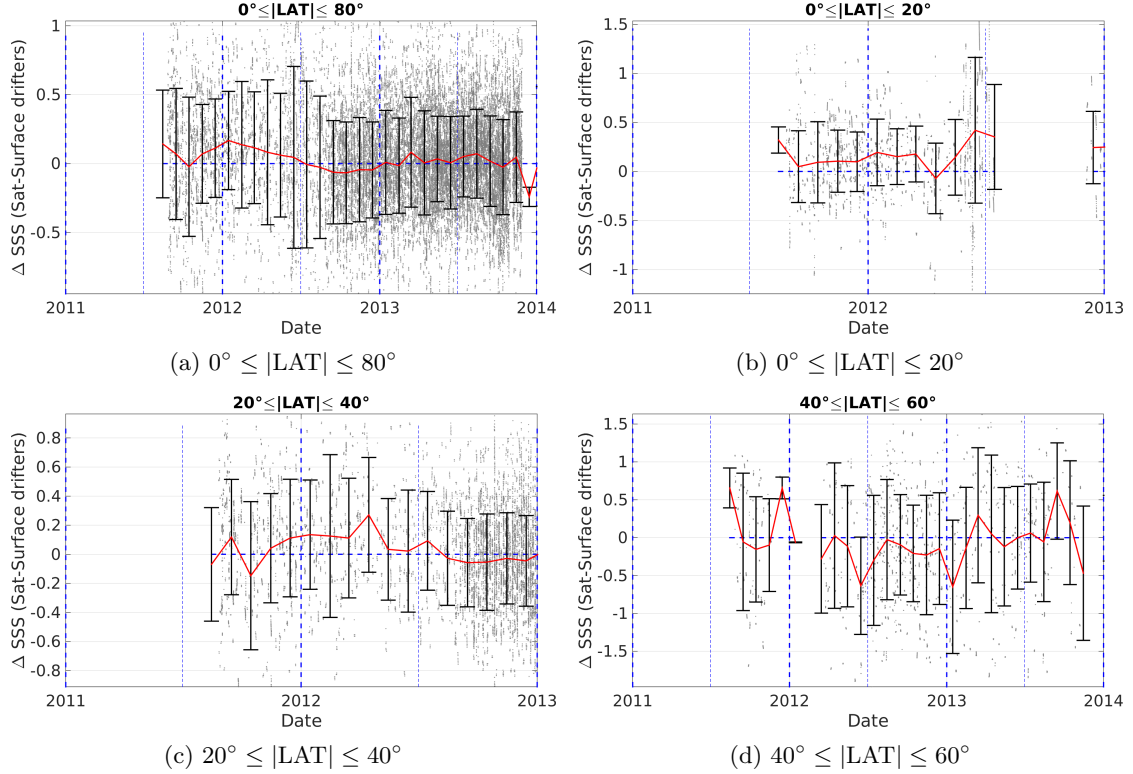 0°≤|LAT|≤ 80°
Δ SSS (Sat-Surface drifters)
1
0.5
0
-0.5
2011
2012
2013
2014
Date
(a) 0° ≤ |LAT| ≤ 80°
0°≤|LAT|≤ 20°
Δ SSS (Sat-Surface drifters)
1.5
1
0.5
0
-0.5
-1
2011
2012
2013
Date
(b) 0° ≤ |LAT| ≤ 20°
20°≤|LAT|≤ 40°
Δ SSS (Sat-Surface drifters)
0.8
0.6
0.4
0.2
0
-0.2
-0.4
-0.6
-0.8
2011
2012
2013
Date
(c) 20° ≤ |LAT| ≤ 40°
40°≤|LAT|≤ 60°
Δ SSS (Sat-Surface drifters)
1.5
1
0.5
0
-0.5
-1
-1.5
2011
2012
2013
2014
Date
(d) 40° ≤ |LAT| ≤ 60°